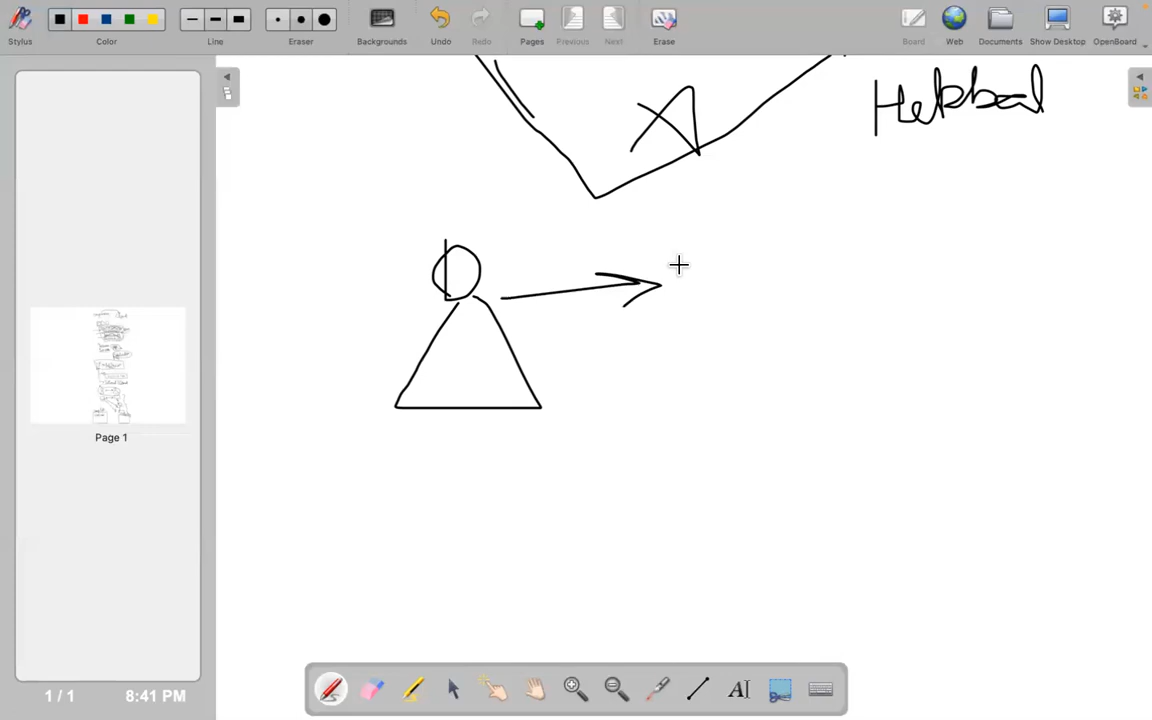 Stylus
Color
Line
Eraser
Backgrounds
Undo
Redo
Pages
Previous
Next
Erase
Board
Web
Documents
Show Desktop
OpenBoard
A
Hebbal
Page 1
1 / 1
8:41 PM